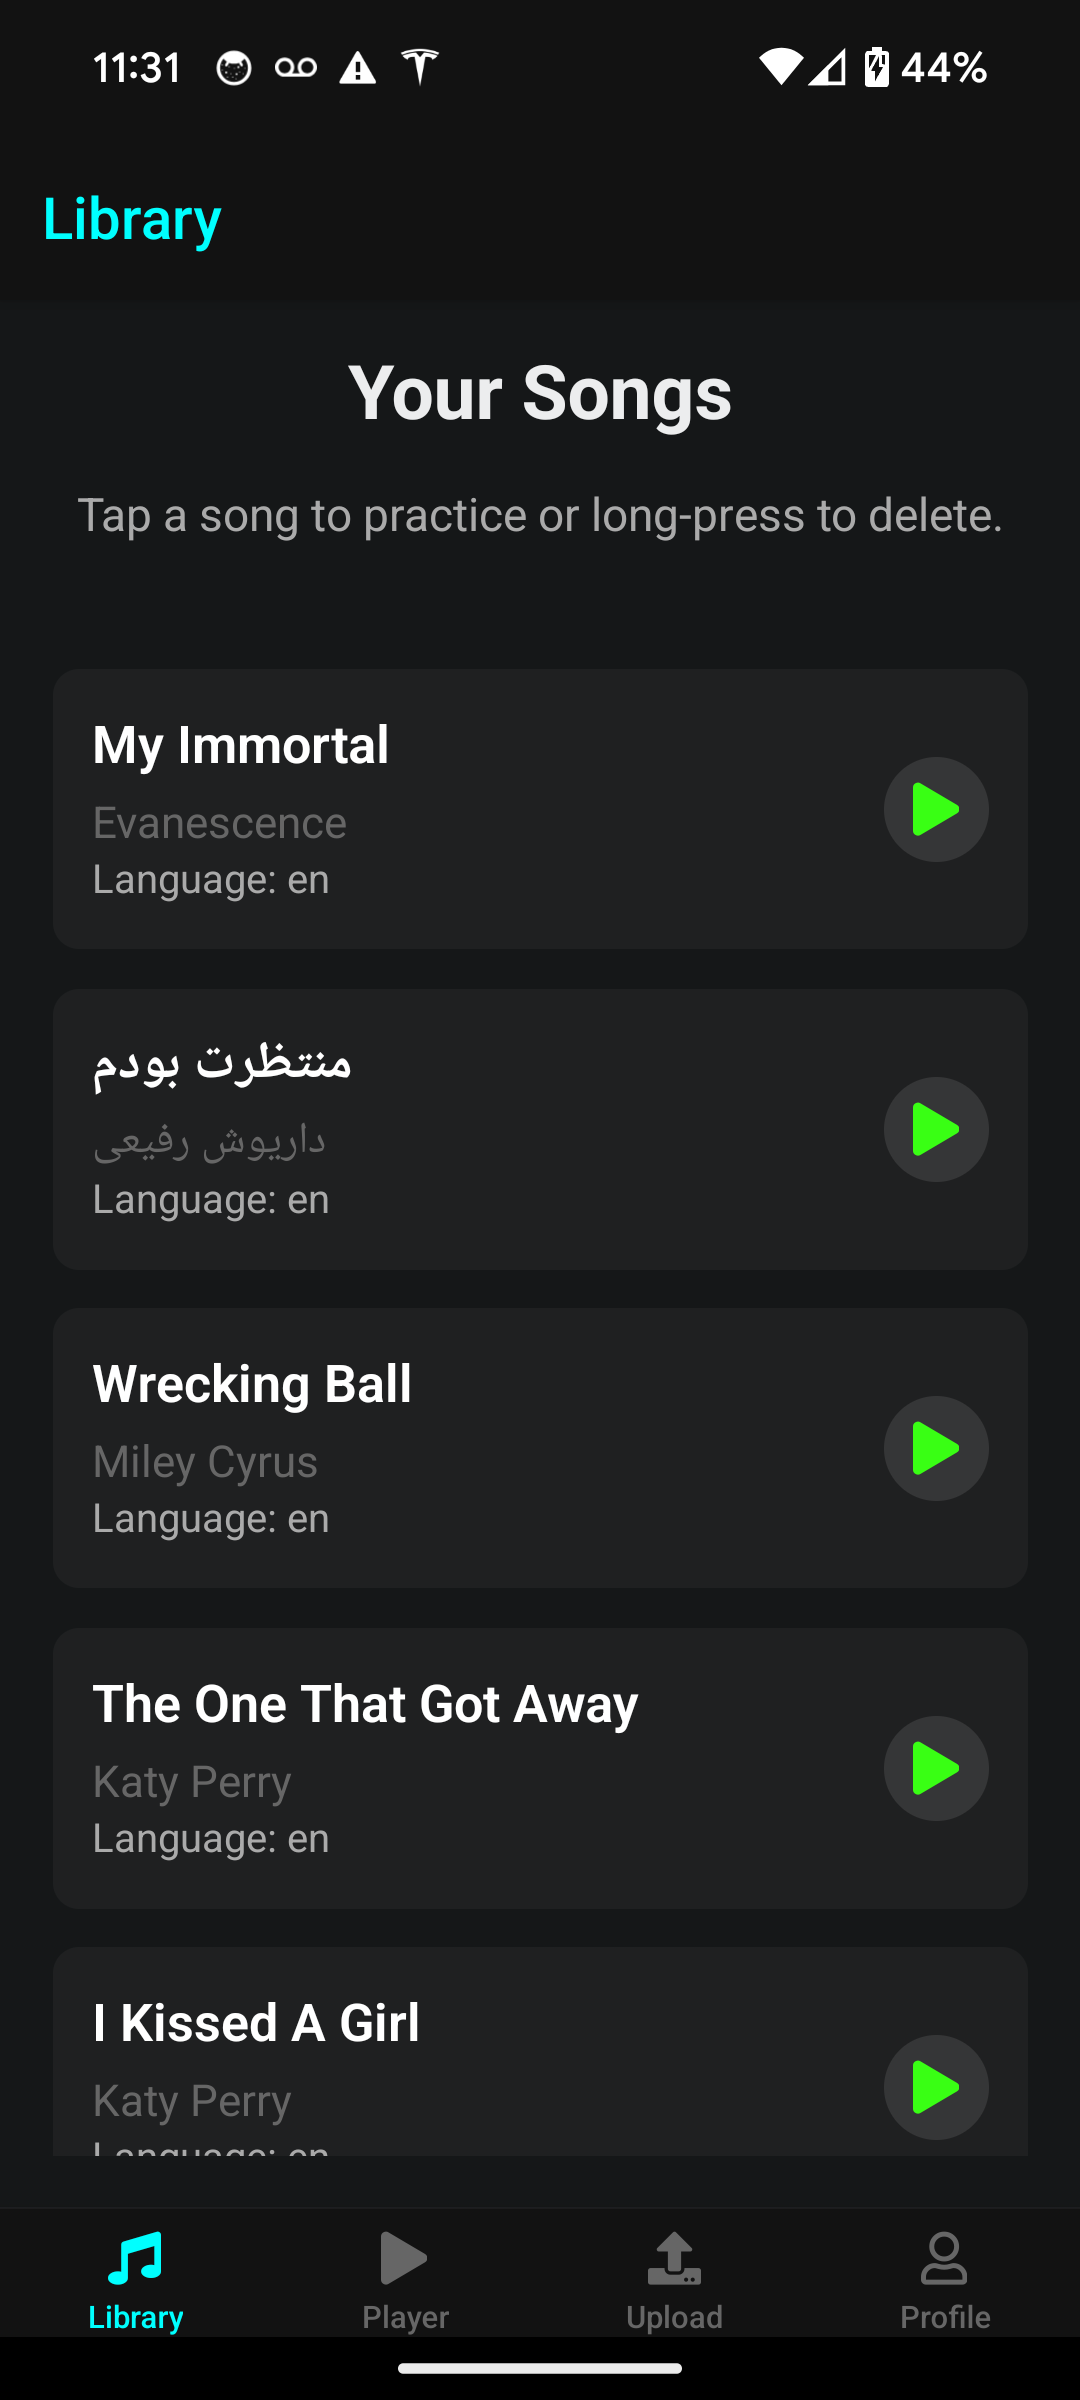 11:31
44%
Library
Your Songs
Tap a song to practice or long-press to delete.
My Immortal
Evanescence
Language: en
منتظرت بودم
داریوش رفیعی
Language: en
Wrecking Ball
Miley Cyrus
Language: en
The One That Got Away
Katy Perry
Language: en
I Kissed A Girl
Katy Perry
Language: en
Library
Player
Upload
Profile